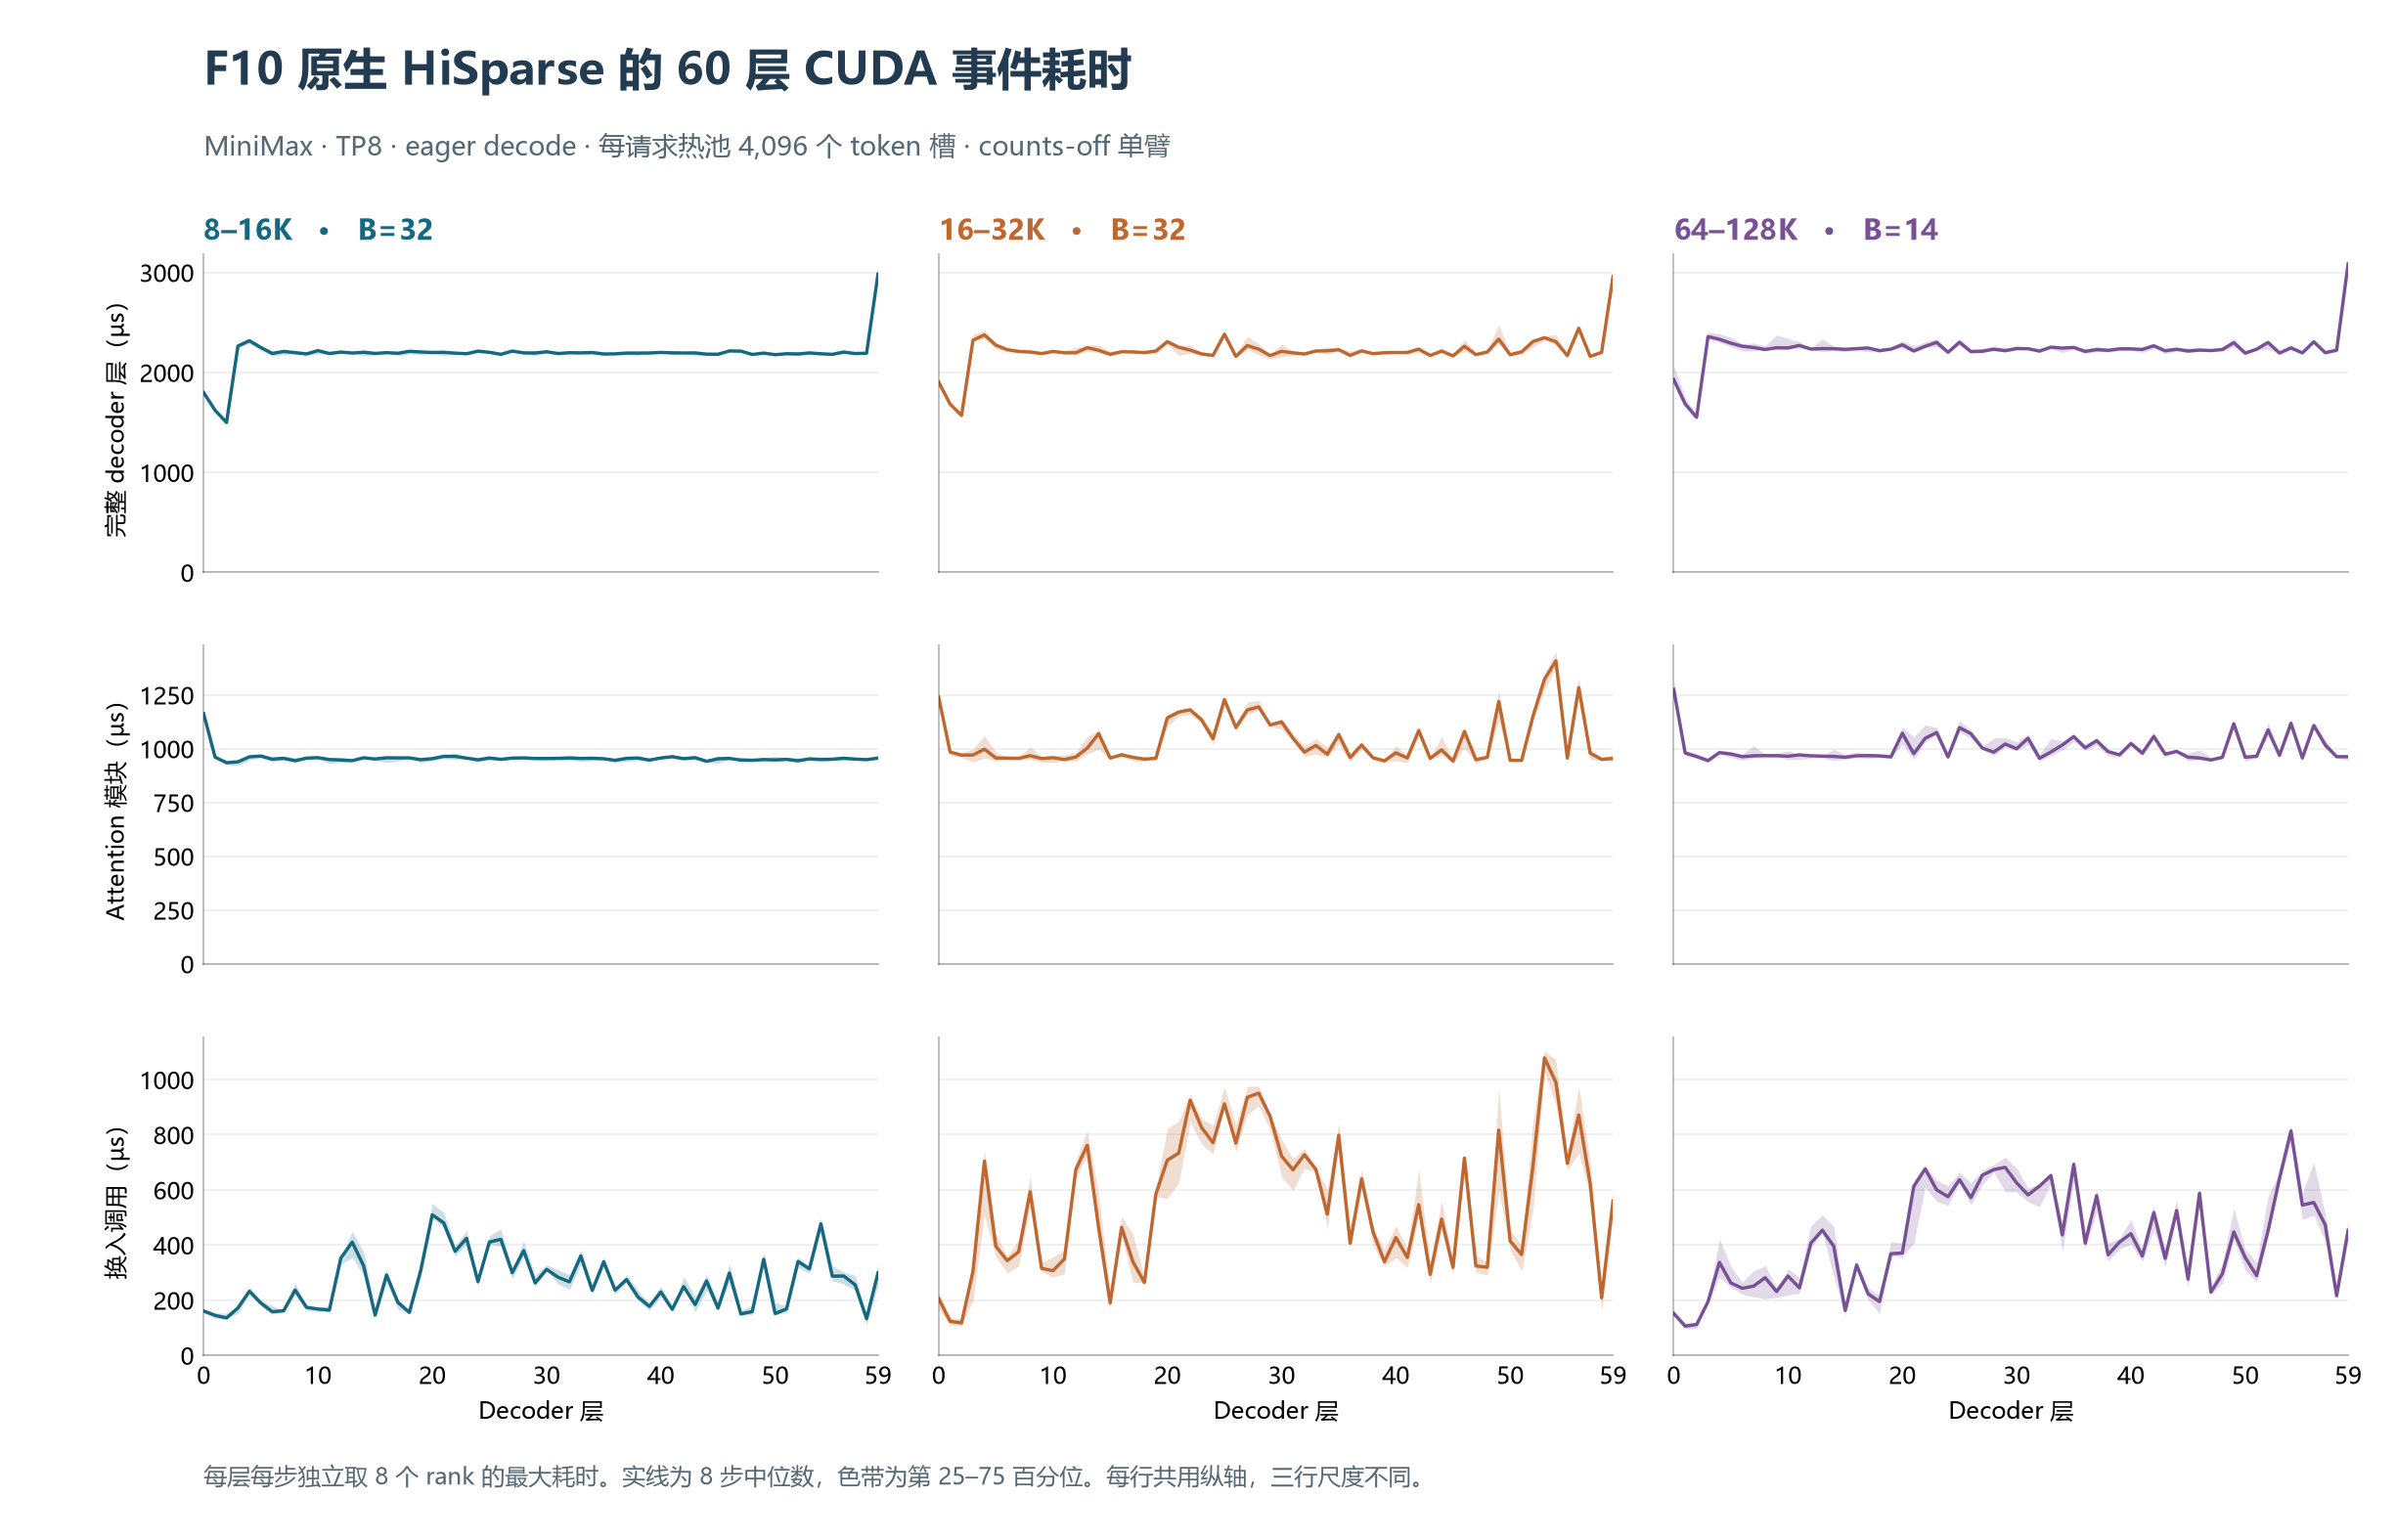 F10 原生 HiSparse 的 60 层 CUDA 事件耗时
MiniMax · TP8 · eager decode · 每请求热池 4,096 个 token 槽 · counts-off 单臂
8–16K • B=32
16–32K • B=32
64–128K • B=14
完整 decoder 层（μs）
3000
2000
1000
0
Attention 模块（μs）
1250
1000
750
500
250
0
换入调用（μs）
1000
800
600
400
200
0
0 10 20 30 40 50 59
0 10 20 30 40 50 59
0 10 20 30 40 50 59
Decoder 层
Decoder 层
Decoder 层
每层每步独立取 8 个 rank 的最大耗时。实线为 8 步中位数，色带为第 25–75 百分位。每行共用纵轴，三行尺度不同。